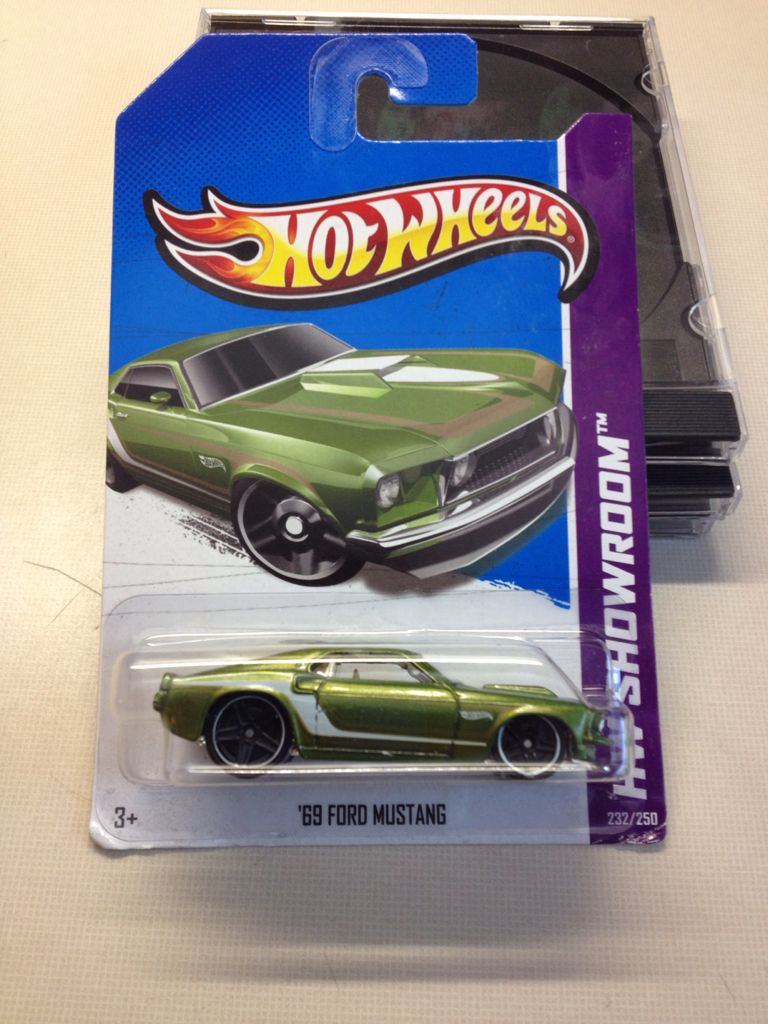 HOT WHEELS®
HW SHOWROOM™
3+
'69 FORD MUSTANG
232/250